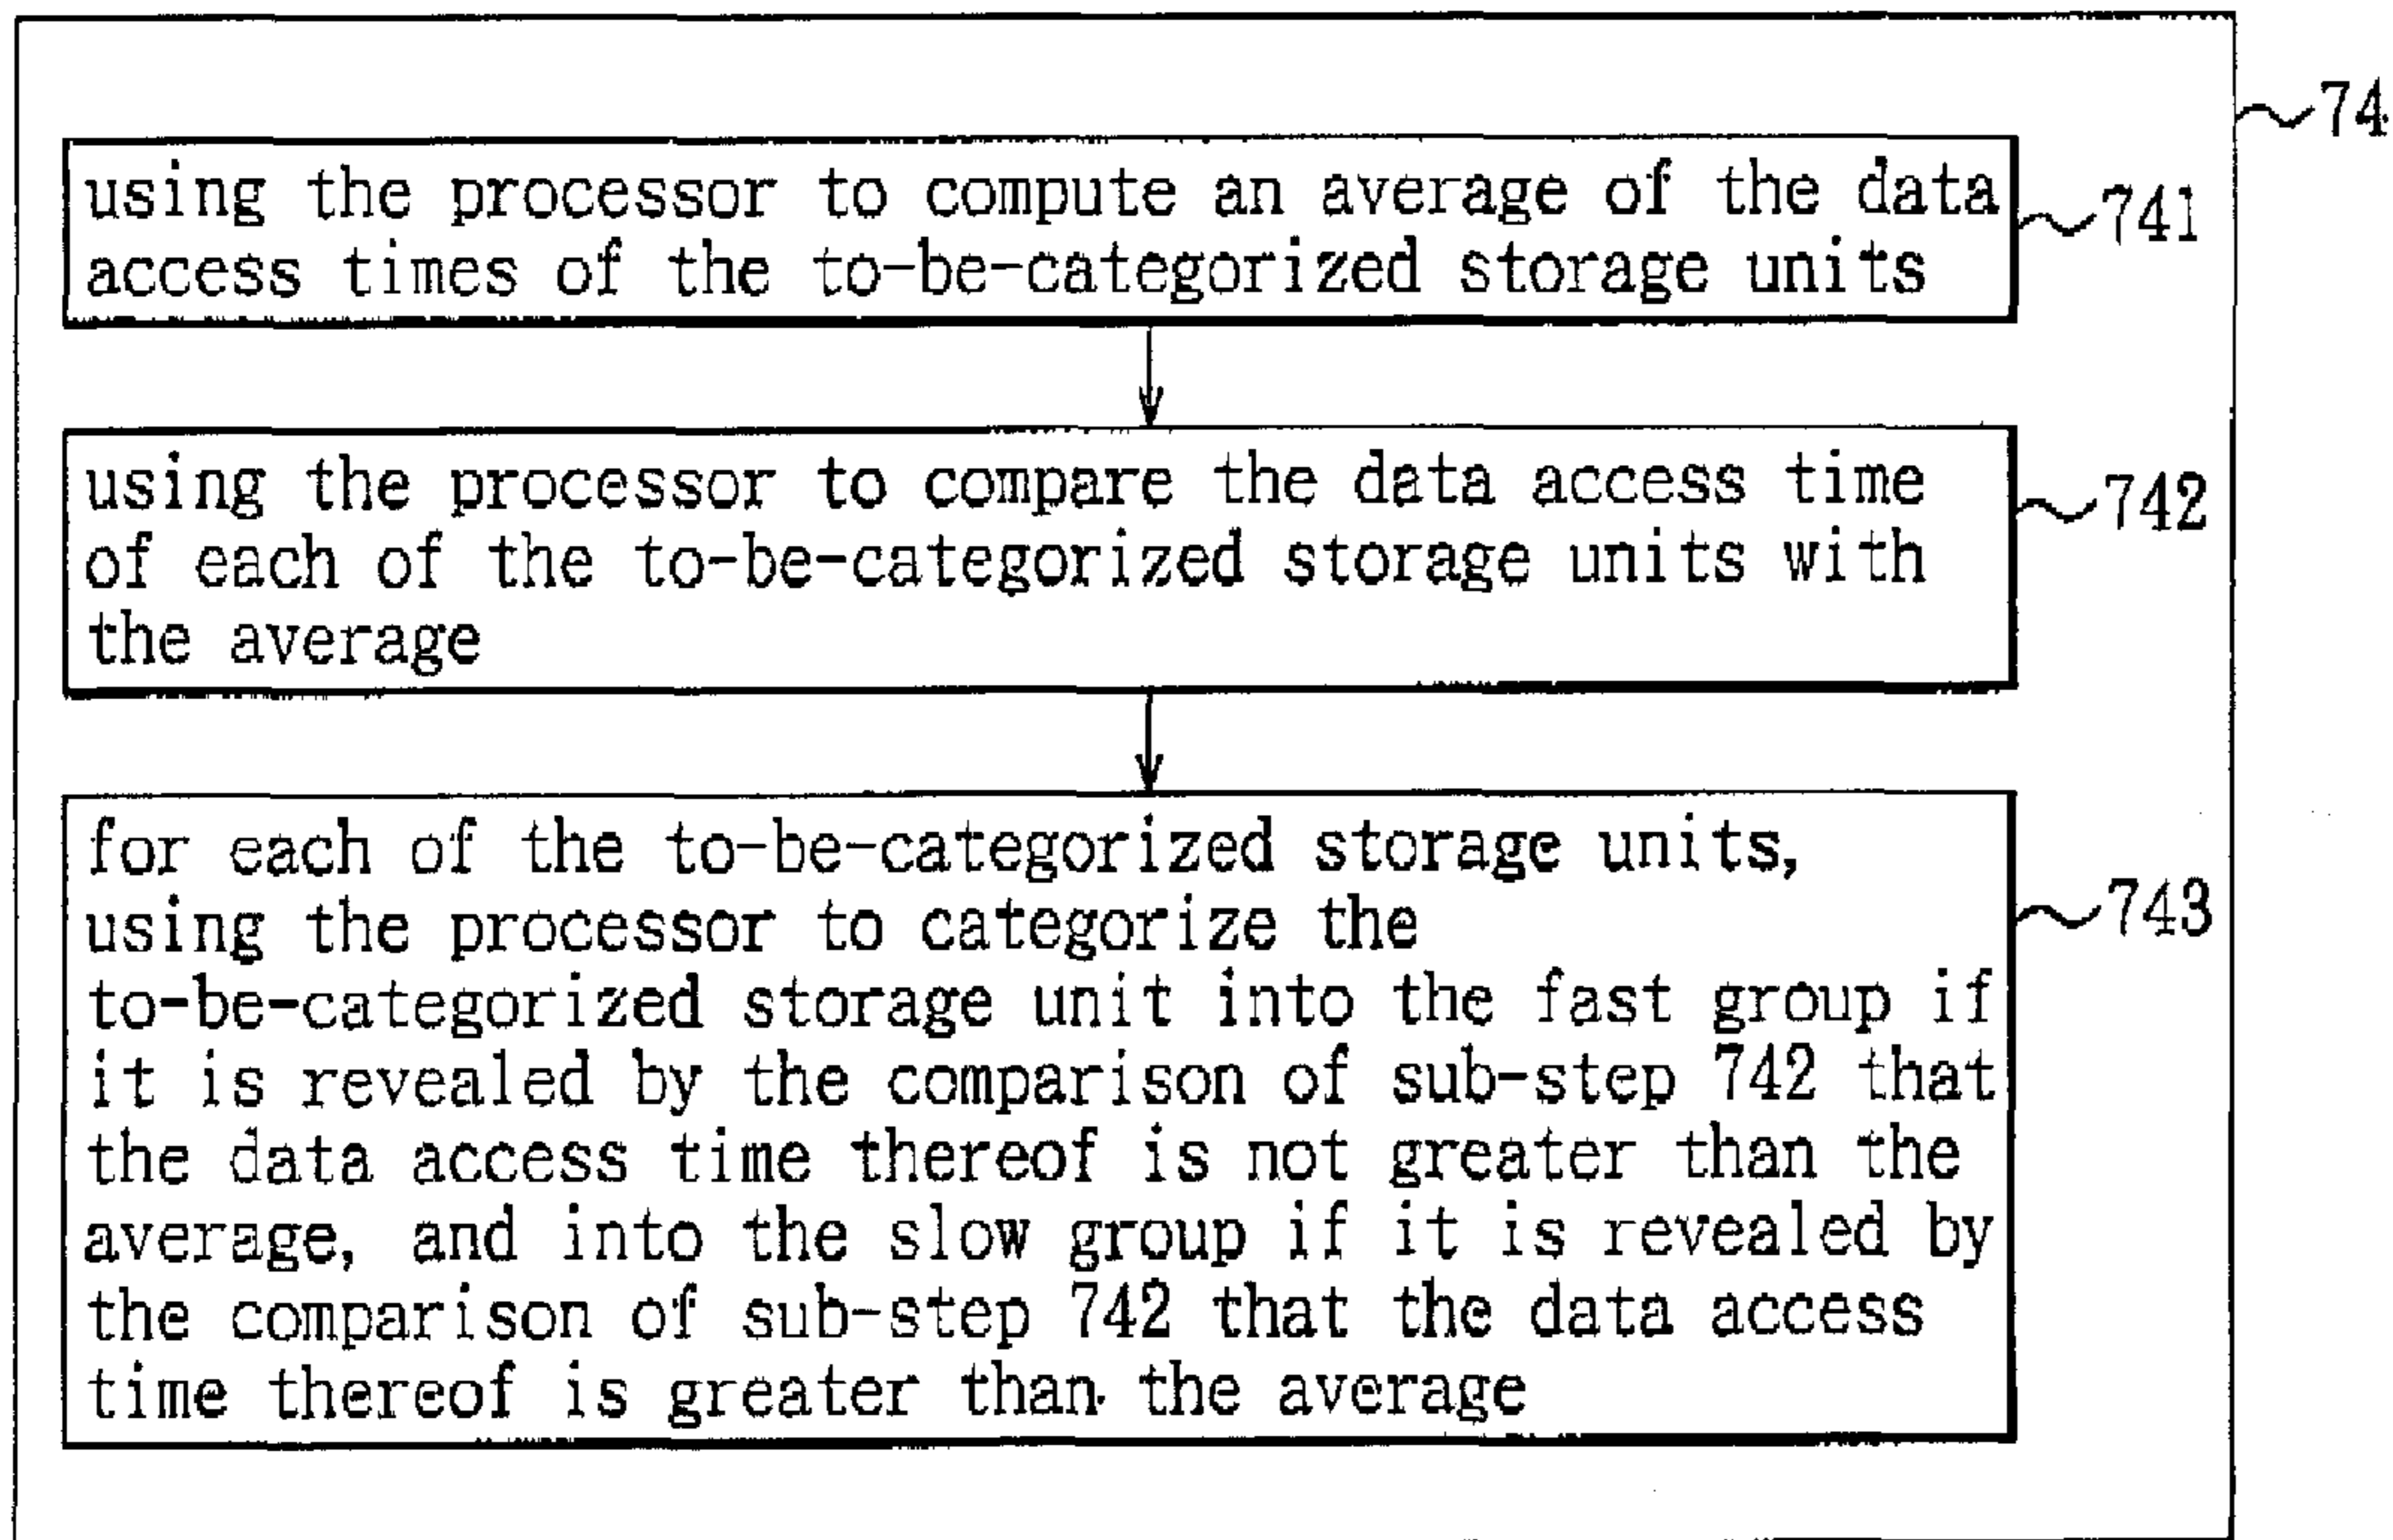 74
using the processor to compute an average of the data
access times of the to-be-categorized storage units
741
using the processor to compare the data access time
of each of the to-be-categorized storage units with
the average
742
for each of the to-be-categorized storage units,
using the processor to categorize the
to-be-categorized storage unit into the fast group if
it is revealed by the comparison of sub-step 742 that
the data access time thereof is not greater than the
average, and into the slow group if it is revealed by
the comparison of sub-step 742 that the data access
time thereof is greater than the average
743